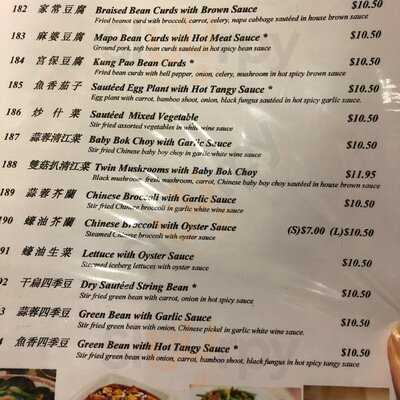 182 家常豆腐 Braised Bean Curds with Brown Sauce $10.50
Fried beanst curd with broccoli, carrot, celery, napa cabbage sautéed in house brown sauce
183 麻婆豆腐 Mapo Bean Curds with Hot Meat Sauce * $10.50
Ground pork, soft bean curds sautéed in hot spicy bean sauce
184 宮保豆腐 Kung Pao Bean Curds * $10.50
Fried bean curds with bell pepper, onion, celery, mushroom in hot spicy brown sauce
185 魚香茄子 Sautéed Egg Plant with Hot Tangy Sauce * $10.50
Egg plant with carrot, bamboo shoot, onion, black fungus sautéed in hot spicy garlic sauce.
186 炒什菜 Sauteéd Mixed Vegetable $10.50
Stir fried assorted vegetables in white wine sauce
187 蒜蓉清江菜 Baby Bok Choy with Garlic Sauce $10.50
Stir fried Chinese baby boy choy in garlic white wine sauce
188 雙菇扒清江菜 Twin Mushrooms with Baby Bok Choy $11.95
Black mushroom, fresh mushroom, carrot, Chinese baby boy choy sautéed in house brown sauce
189 蒜蓉芥蘭 Chinese Broccoli with Garlic Sauce $10.50
Stir fried Chinese broccoli in garlic white wine sauce
190 蠔油芥蘭 Chinese Broccoli with Oyster Sauce (S)$7.00 (L)$10.50
Steamed Chinese broccoli with oyster sauce
91 蠔油生菜 Lettuce with Oyster Sauce $10.50
Steamed iceberg lettuces with oyster sauce
92 干扁四季豆 Dry Sautéed String Bean * $10.50
Stir fried green bean with carrot, onion in hot spicy sauce
3 蒜蓉四季豆 Green Bean with Garlic Sauce $10.50
Stir fried green bean with onion, Chinese pickel in garlic white wine sauce.
4 魚香四季豆 Green Bean with Hot Tangy Sauce * $10.50
Stir fried green bean with onion, carrot, bamboo shoot, black fungus in hot spicy tangy sauce